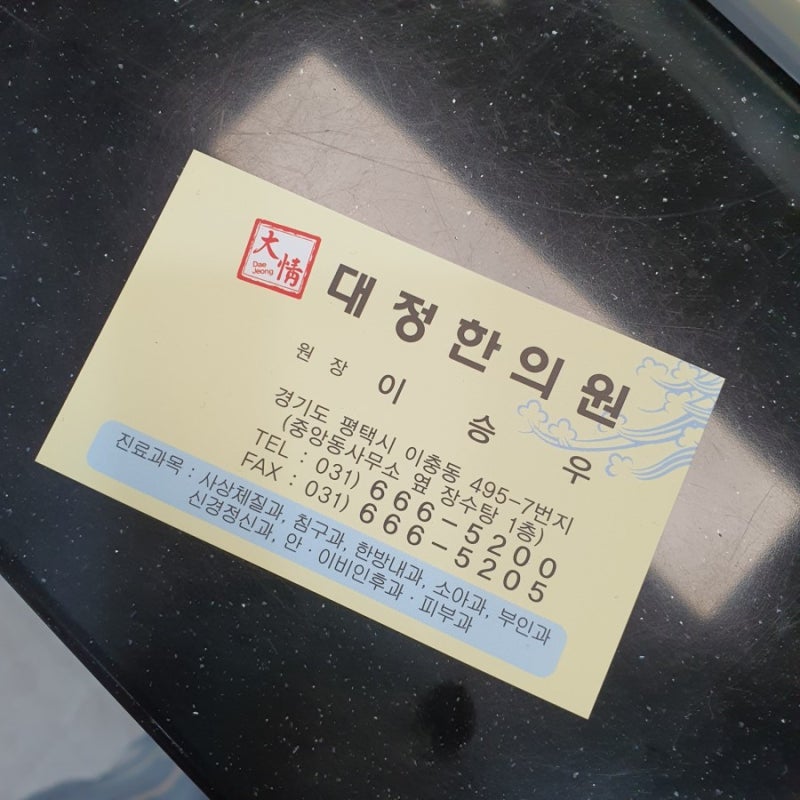 大情
Dae
Jeong
대정한의원
원 장 이 승 우
경기도 평택시 이충동 495-7번지
(중앙동사무소 옆 장수탕 1층)
TEL : 031) 666-5200
FAX : 031) 666-5205
진료과목 : 사상체질과, 침구과, 한방내과, 소아과, 부인과
신경정신과, 안·이비인후과·피부과